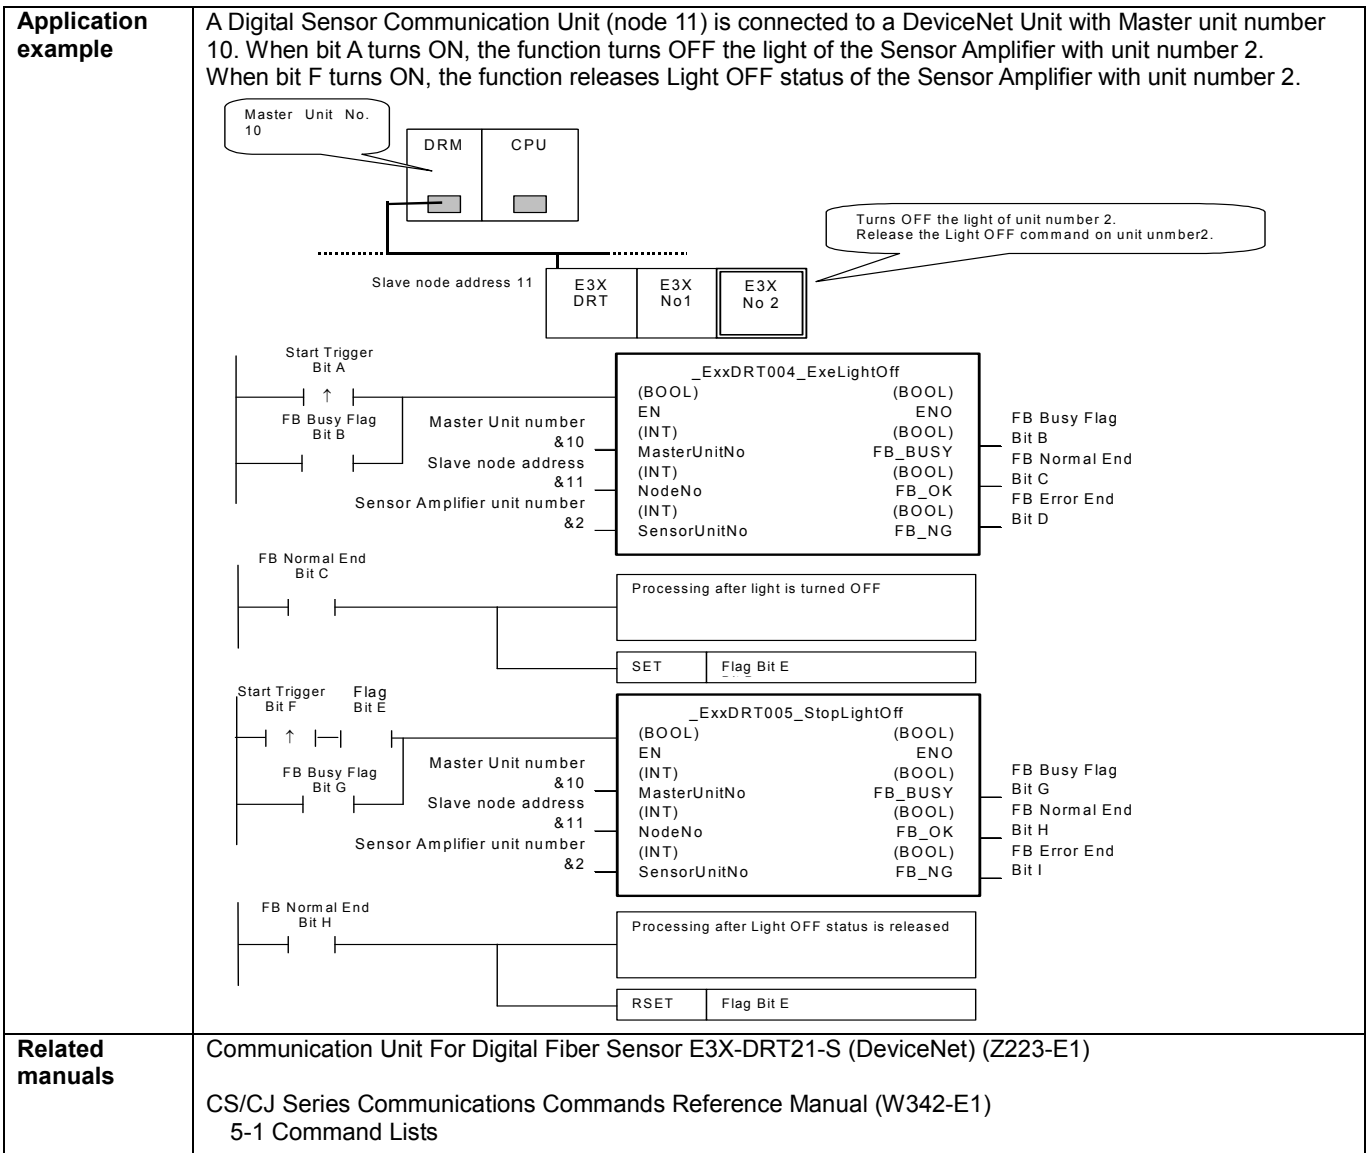 Application
example
A Digital Sensor Communication Unit (node 11) is connected to a DeviceNet Unit with Master unit number
10. When bit A turns ON, the function turns OFF the light of the Sensor Amplifier with unit number 2.
When bit F turns ON, the function releases Light OFF status of the Sensor Amplifier with unit number 2.
Master Unit No.
10
DRM
CPU
Turns OFF the light of unit number 2.
Release the Light OFF command on unit unmber2.
Slave node address 11
E3X
DRT
E3X
No1
E3X
No 2
Start Trigger
Bit A
↑
FB Busy Flag
Bit B
Master Unit number
&10
Slave node address
&11
Sensor Amplifier unit number
&2
_ExxDRT004_ExeLightOff
(BOOL) (BOOL)
EN ENO
(INT) (BOOL)
MasterUnitNo FB_BUSY
(INT) (BOOL)
NodeNo FB_OK
(INT) (BOOL)
SensorUnitNo FB_NG
FB Busy Flag
Bit B
FB Normal End
Bit C
FB Error End
Bit D
FB Normal End
Bit C
Processing after light is turned OFF
SET Flag Bit E
Start Trigger
Bit F
Flag
Bit E
↑
FB Busy Flag
Bit G
Master Unit number
&10
Slave node address
&11
Sensor Amplifier unit number
&2
_ExxDRT005_StopLightOff
(BOOL) (BOOL)
EN ENO
(INT) (BOOL)
MasterUnitNo FB_BUSY
(INT) (BOOL)
NodeNo FB_OK
(INT) (BOOL)
SensorUnitNo FB_NG
FB Busy Flag
Bit G
FB Normal End
Bit H
FB Error End
Bit I
FB Normal End
Bit H
Processing after Light OFF status is released
RSET Flag Bit E
Related
manuals
Communication Unit For Digital Fiber Sensor E3X-DRT21-S (DeviceNet) (Z223-E1)
CS/CJ Series Communications Commands Reference Manual (W342-E1)
5-1 Command Lists